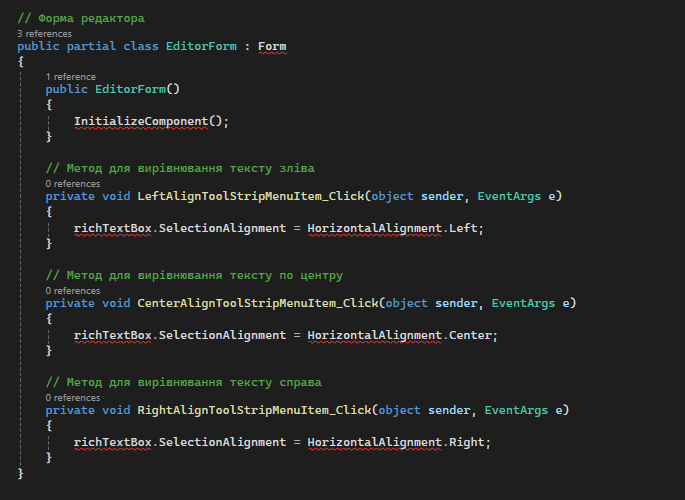 // Форма редактора
3 references
public partial class EditorForm : Form
{
1 reference
public EditorForm()
{
InitializeComponent();
}
// Метод для вирівнювання тексту зліва
0 references
private void LeftAlignToolStripMenuItem_Click(object sender, EventArgs e)
{
richTextBox.SelectionAlignment = HorizontalAlignment.Left;
}
// Метод для вирівнювання тексту по центру
0 references
private void CenterAlignToolStripMenuItem_Click(object sender, EventArgs e)
{
richTextBox.SelectionAlignment = HorizontalAlignment.Center;
}
// Метод для вирівнювання тексту справа
0 references
private void RightAlignToolStripMenuItem_Click(object sender, EventArgs e)
{
richTextBox.SelectionAlignment = HorizontalAlignment.Right;
}
}